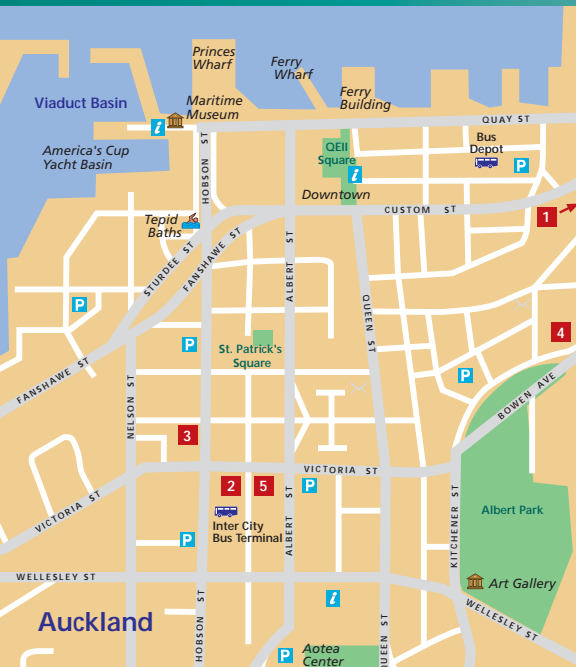 Princes
Wharf
Ferry
Wharf
Ferry
Building
Viaduct Basin
Maritime
Museum
i
QUAY ST
Bus
Depot
P
America's Cup
Yacht Basin
HOBSON ST
QEII
Square
i
Downtown
CUSTOM ST
1
Tepid
Baths
STURDEE ST
FANSHAWE ST
ALBERT ST
QUEEN ST
P
P
St. Patrick's
Square
4
P
FANSHAWE ST
NELSON ST
BOWEN AVE
3
VICTORIA ST
2
5
P
VICTORIA ST
Inter City
Bus Terminal
ALBERT ST
KITCHENER ST
Albert Park
P
WELLESLEY ST
Art Gallery
i
WELLESLEY ST
Auckland
HOBSON ST
P
Aotea
Center
QUEEN ST